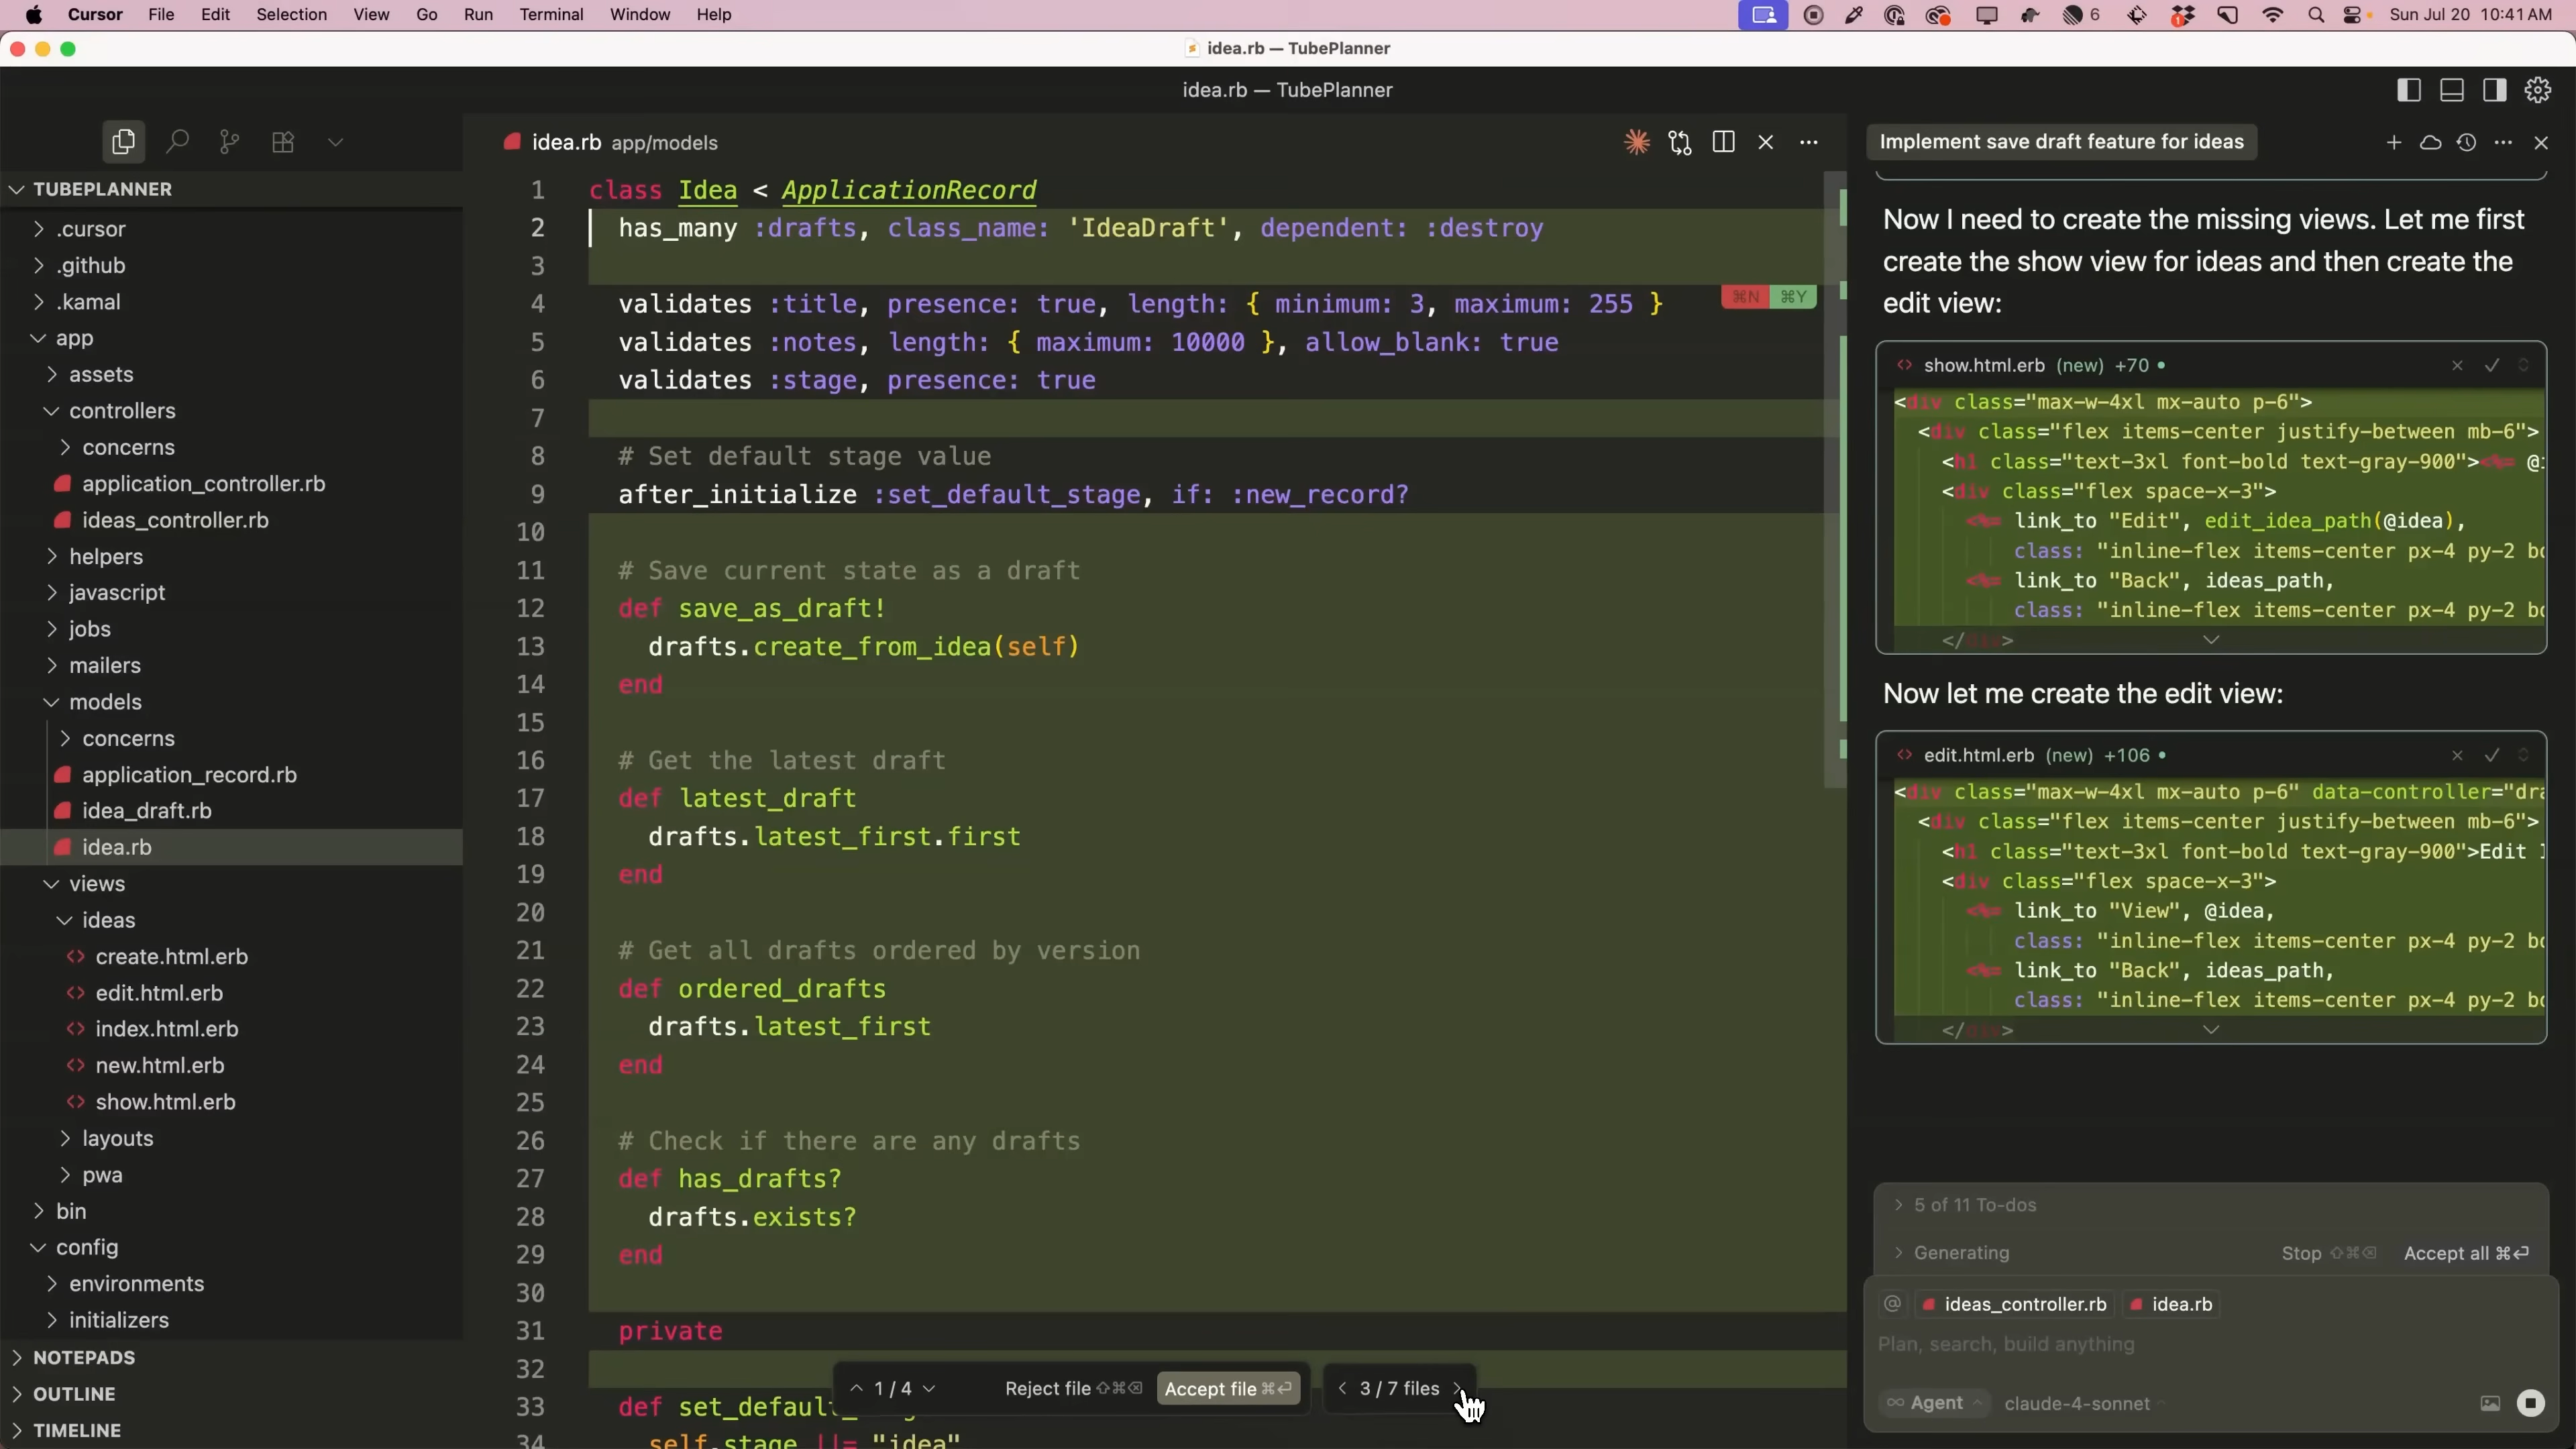 Cursor File Edit Selection View Go Run Terminal Window Help
6
1
Sun Jul 20 10:41 AM
idea.rb — TubePlanner
idea.rb — TubePlanner
TUBEPLANNER
.cursor
.github
.kamal
app
assets
controllers
concerns
application_controller.rb
ideas_controller.rb
helpers
javascript
jobs
mailers
models
concerns
application_record.rb
idea_draft.rb
idea.rb
views
ideas
create.html.erb
edit.html.erb
index.html.erb
new.html.erb
show.html.erb
layouts
pwa
bin
config
environments
initializers
NOTEPADS
OUTLINE
TIMELINE
idea.rb app/models
1 class Idea < ApplicationRecord
2 has_many :drafts, class_name: 'IdeaDraft', dependent: :destroy
3
4 validates :title, presence: true, length: { minimum: 3, maximum: 255 }
⌘N ⌘Y
5 validates :notes, length: { maximum: 10000 }, allow_blank: true
6 validates :stage, presence: true
7
8 # Set default stage value
9 after_initialize :set_default_stage, if: :new_record?
10
11 # Save current state as a draft
12 def save_as_draft!
13 drafts.create_from_idea(self)
14 end
15
16 # Get the latest draft
17 def latest_draft
18 drafts.latest_first.first
19 end
20
21 # Get all drafts ordered by version
22 def ordered_drafts
23 drafts.latest_first
24 end
25
26 # Check if there are any drafts
27 def has_drafts?
28 drafts.exists?
29 end
30
31 private
32
33 def set_defaul
34 self.stage ||= "idea"
1 / 4 Reject file ⇧⌘⌫ Accept file ⌘⏎
3 / 7 files
Implement save draft feature for ideas
Now I need to create the missing views. Let me first
create the show view for ideas and then create the
edit view:
show.html.erb (new) +70
<div class="max-w-4xl mx-auto p-6">
<div class="flex items-center justify-between mb-6">
<h1 class="text-3xl font-bold text-gray-900"><%= @i
<div class="flex space-x-3">
<%= link_to "Edit", edit_idea_path(@idea),
class: "inline-flex items-center px-4 py-2 bo
<%= link_to "Back", ideas_path,
class: "inline-flex items-center px-4 py-2 bo
</div>
Now let me create the edit view:
edit.html.erb (new) +106
<div class="max-w-4xl mx-auto p-6" data-controller="dra
<div class="flex items-center justify-between mb-6">
<h1 class="text-3xl font-bold text-gray-900">Edit I
<div class="flex space-x-3">
<%= link_to "View", @idea,
class: "inline-flex items-center px-4 py-2 bo
<%= link_to "Back", ideas_path,
class: "inline-flex items-center px-4 py-2 bo
</div>
5 of 11 To-dos
Generating Stop ⇧⌘⌫ Accept all ⌘⏎
@ ideas_controller.rb idea.rb
Plan, search, build anything
∞ Agent claude-4-sonnet